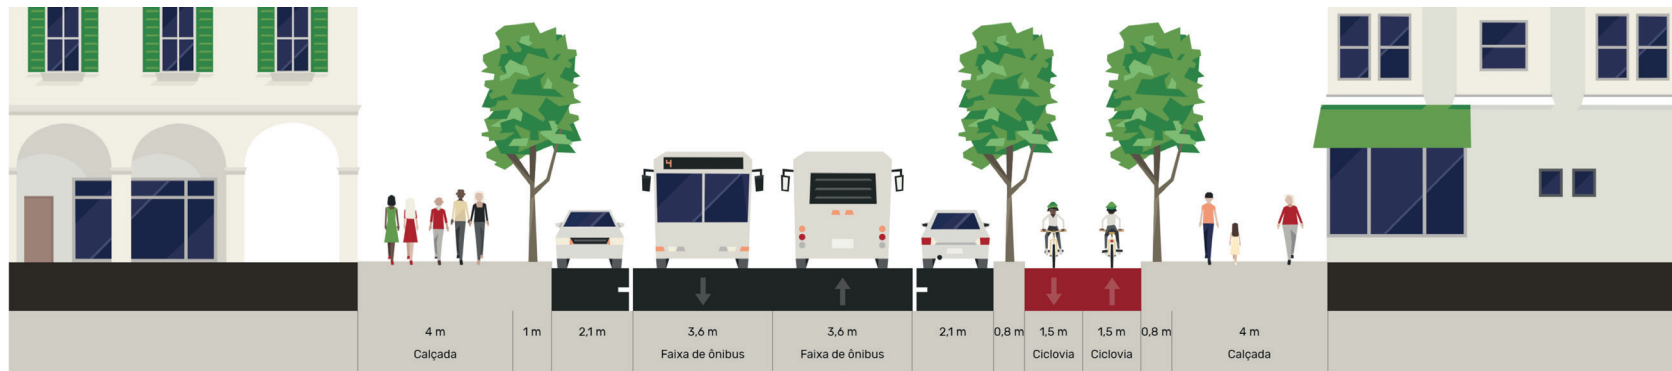 4
4 m
Calçada
1 m
2,1 m
3,6 m
Faixa de ônibus
3,6 m
Faixa de ônibus
2,1 m
0,8 m
1,5 m
Ciclovia
1,5 m
Ciclovia
0,8 m
4 m
Calçada